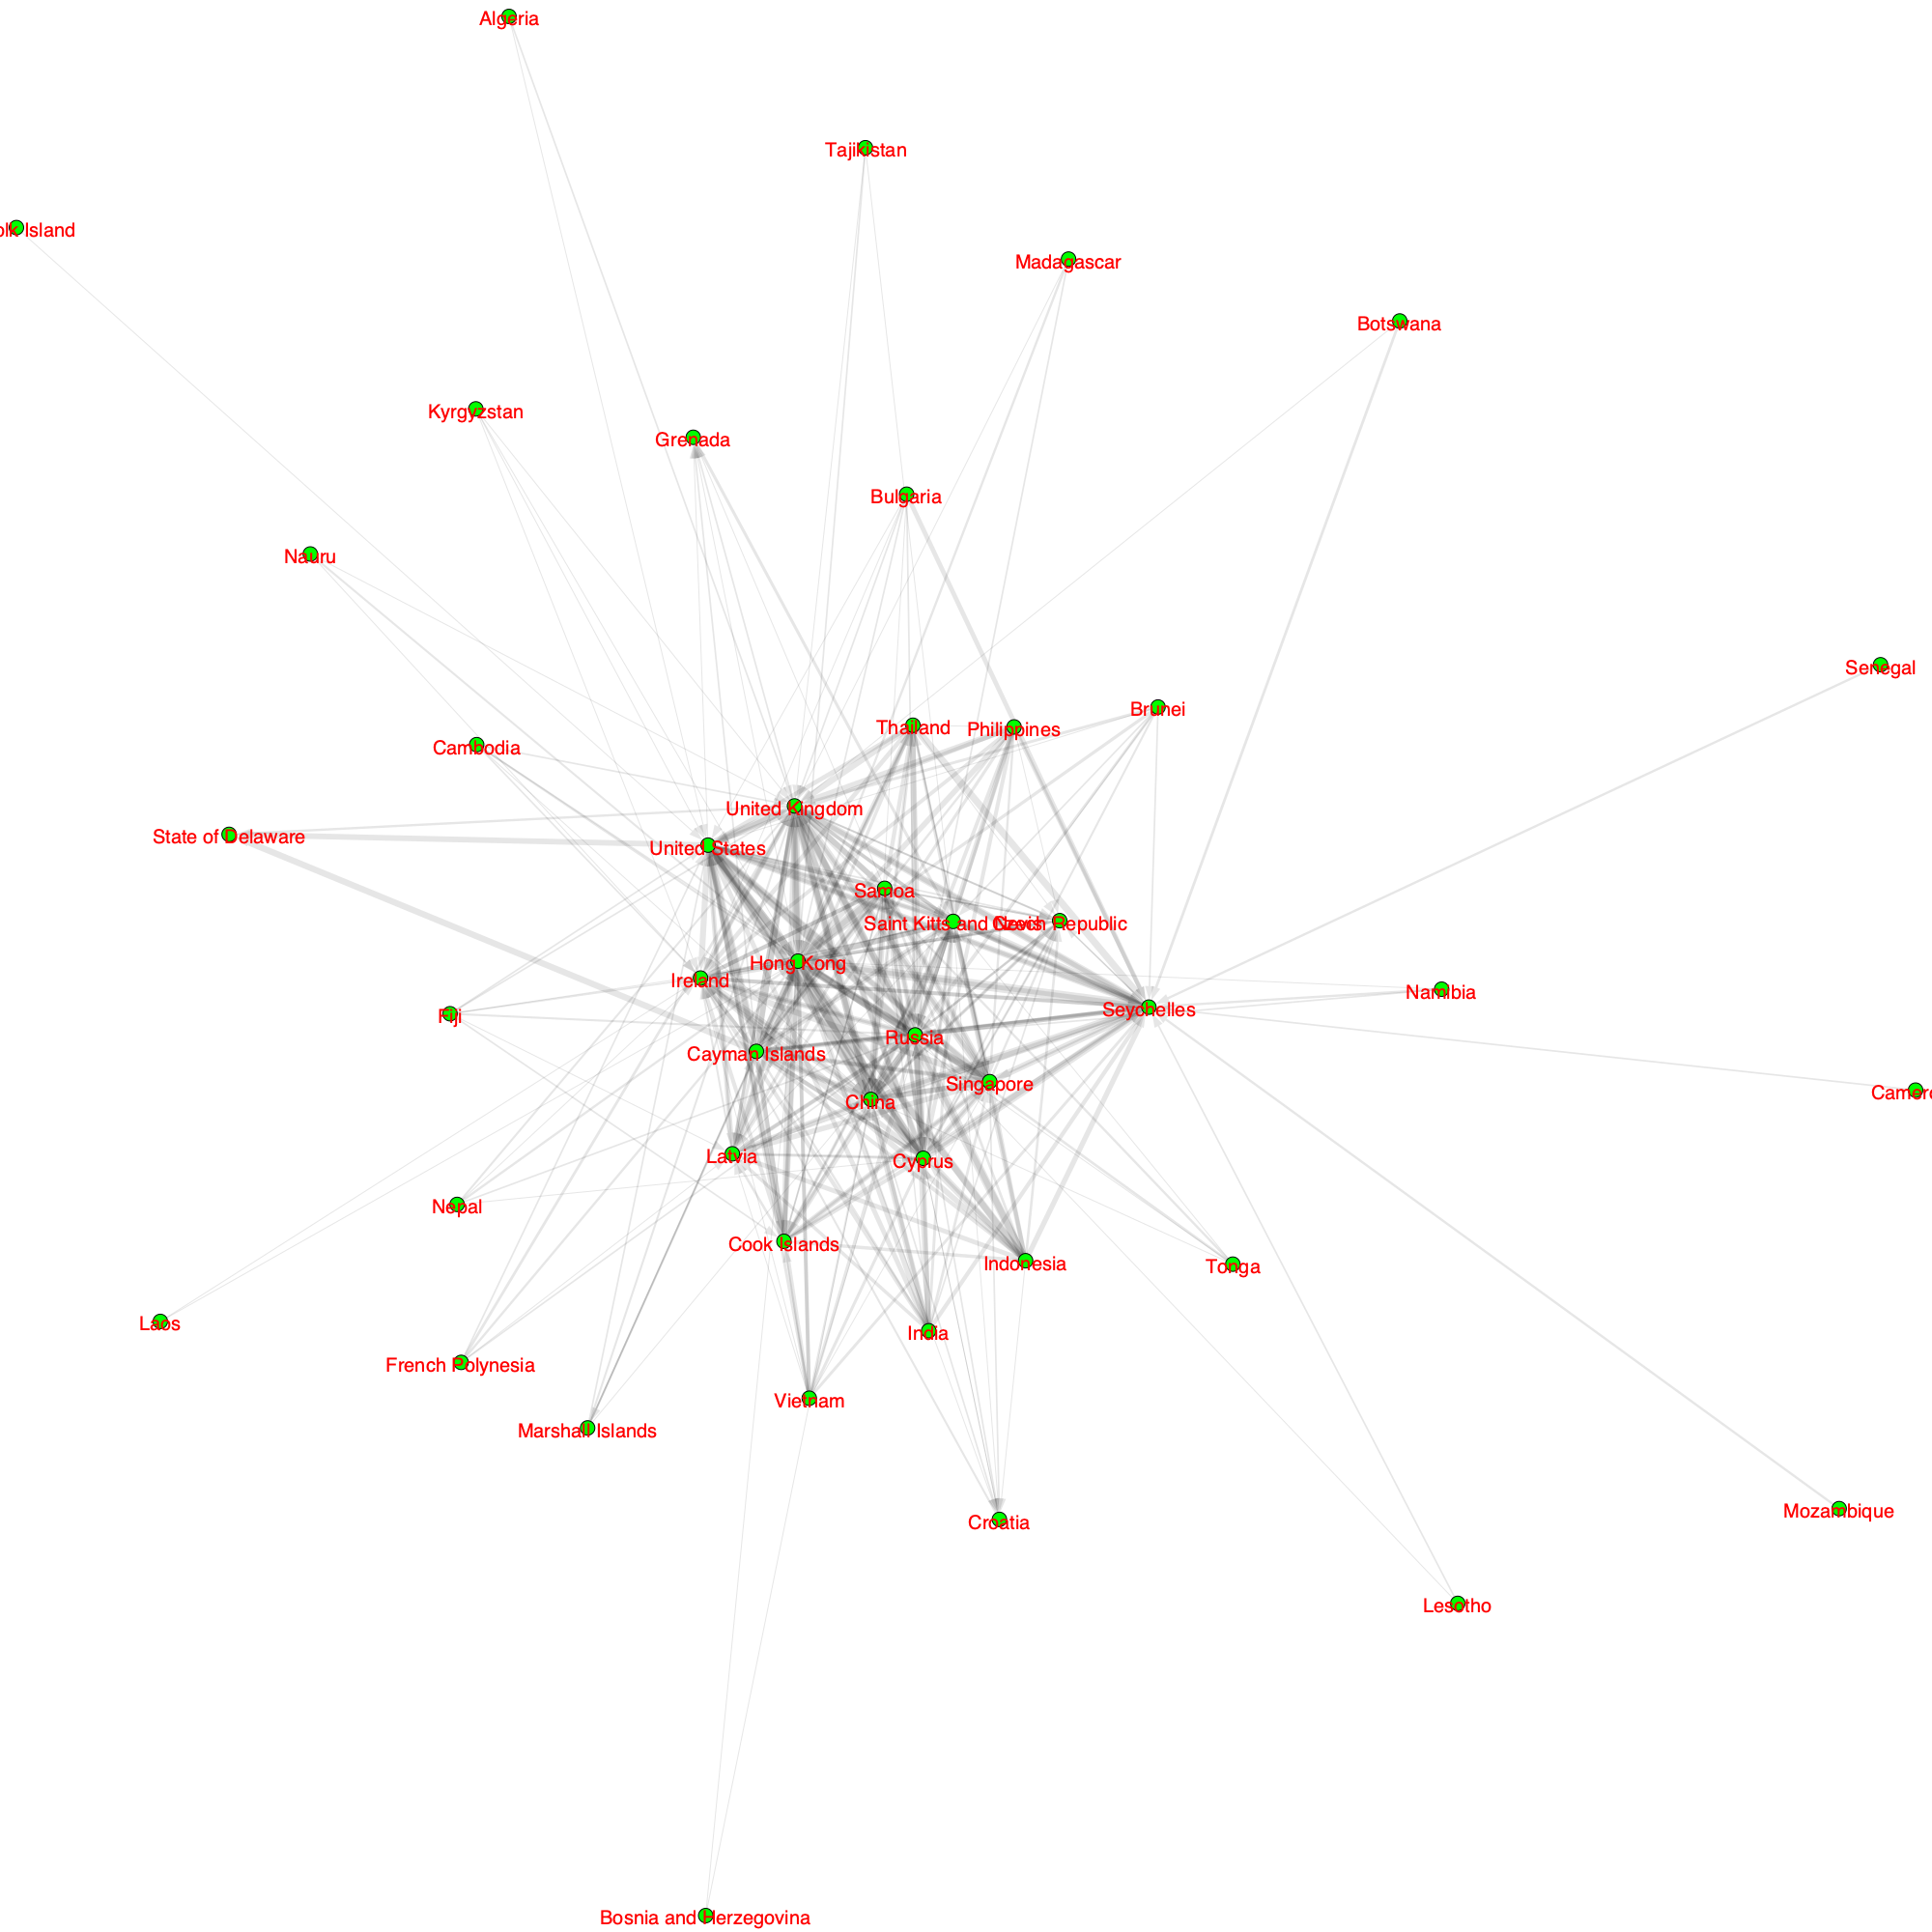 Algeria
Tajikistan
olk Island
Madagascar
Botswana
Kyrgyzstan
Grenada
Bulgaria
Nauru
Senegal
Brunei
Thailand
Philippines
Cambodia
United Kingdom
State of Delaware
United States
Samoa
Saint Kitts and Nevis
Czech Republic
Hong Kong
Ireland
Namibia
Seychelles
Fiji
Russia
Cayman Islands
Singapore
Camero
China
Latvia
Cyprus
Nepal
Cook Islands
Indonesia
Tonga
Laos
India
French Polynesia
Vietnam
Marshall Islands
Mozambique
Croatia
Lesotho
Bosnia and Herzegovina